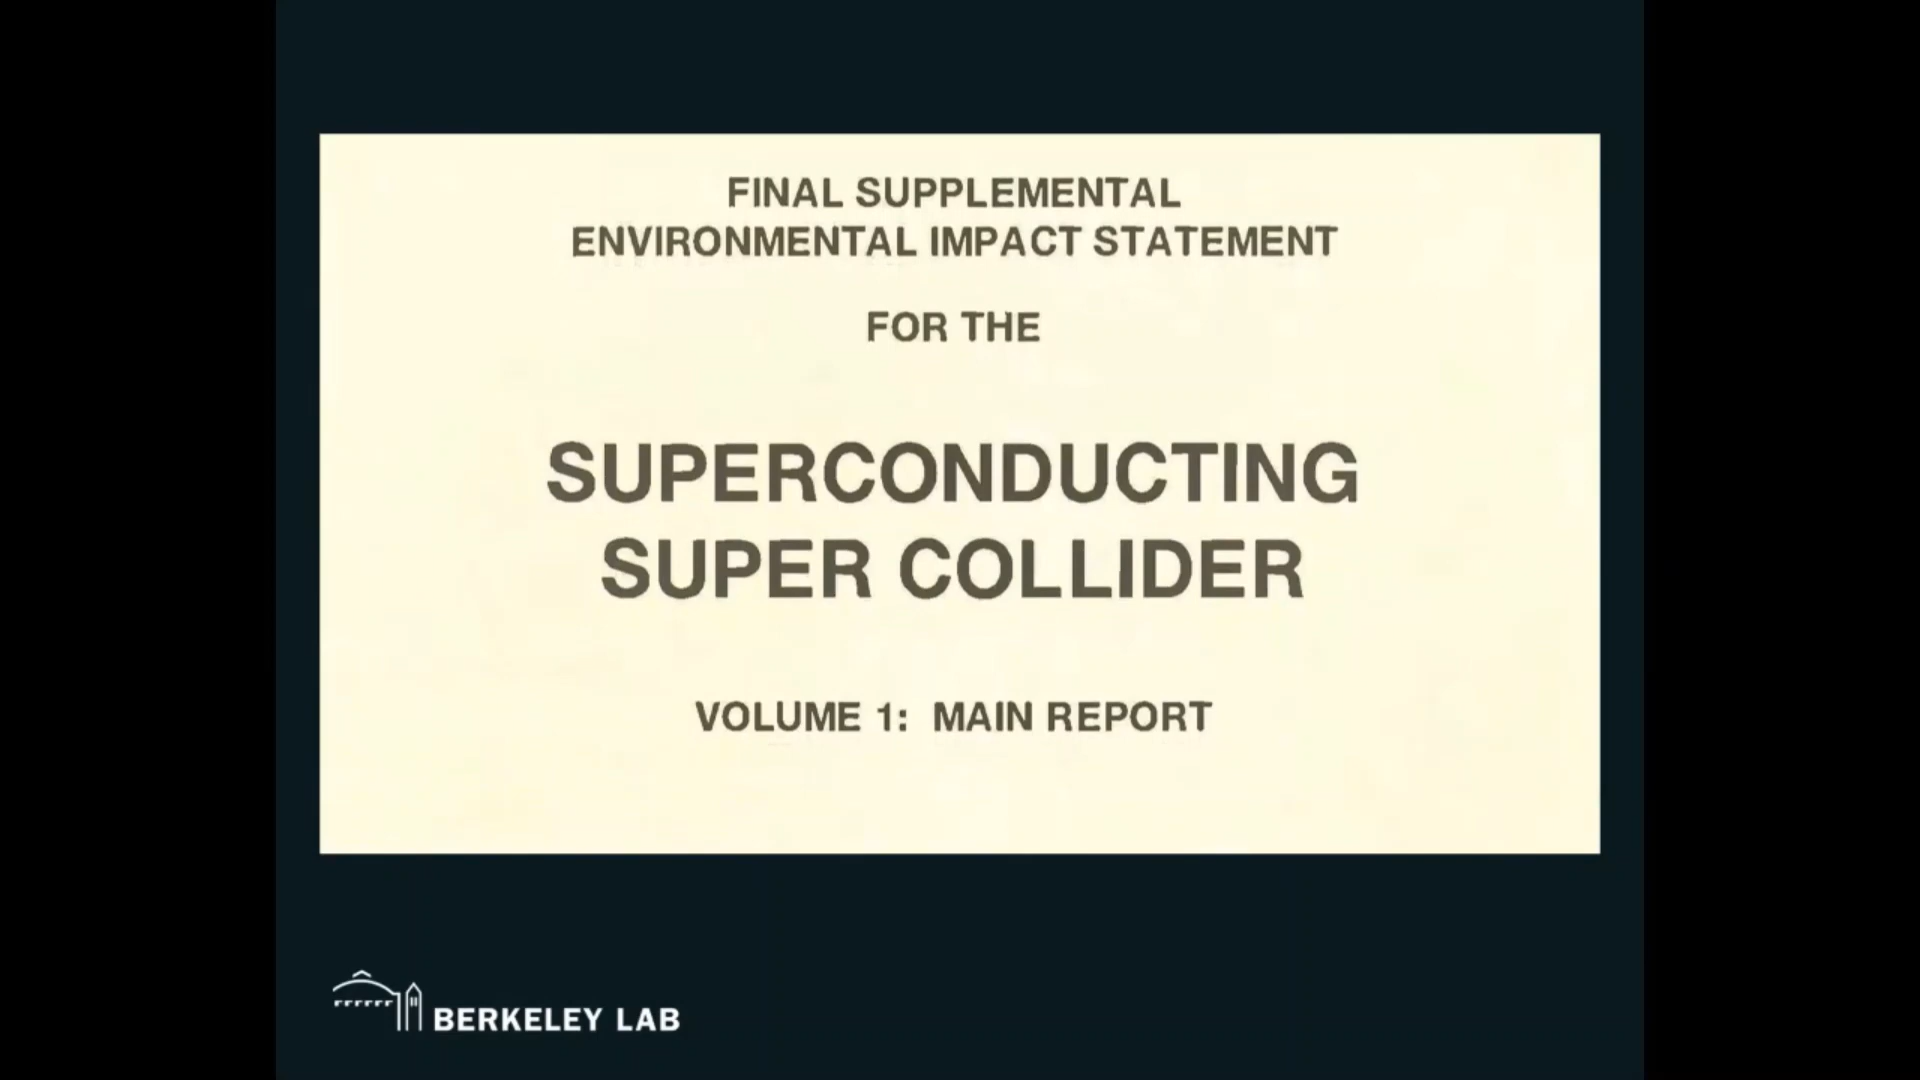 FINAL SUPPLEMENTAL
ENVIRONMENTAL IMPACT STATEMENT
FOR THE
SUPERCONDUCTING
SUPER COLLIDER
VOLUME 1: MAIN REPORT
BERKELEY LAB